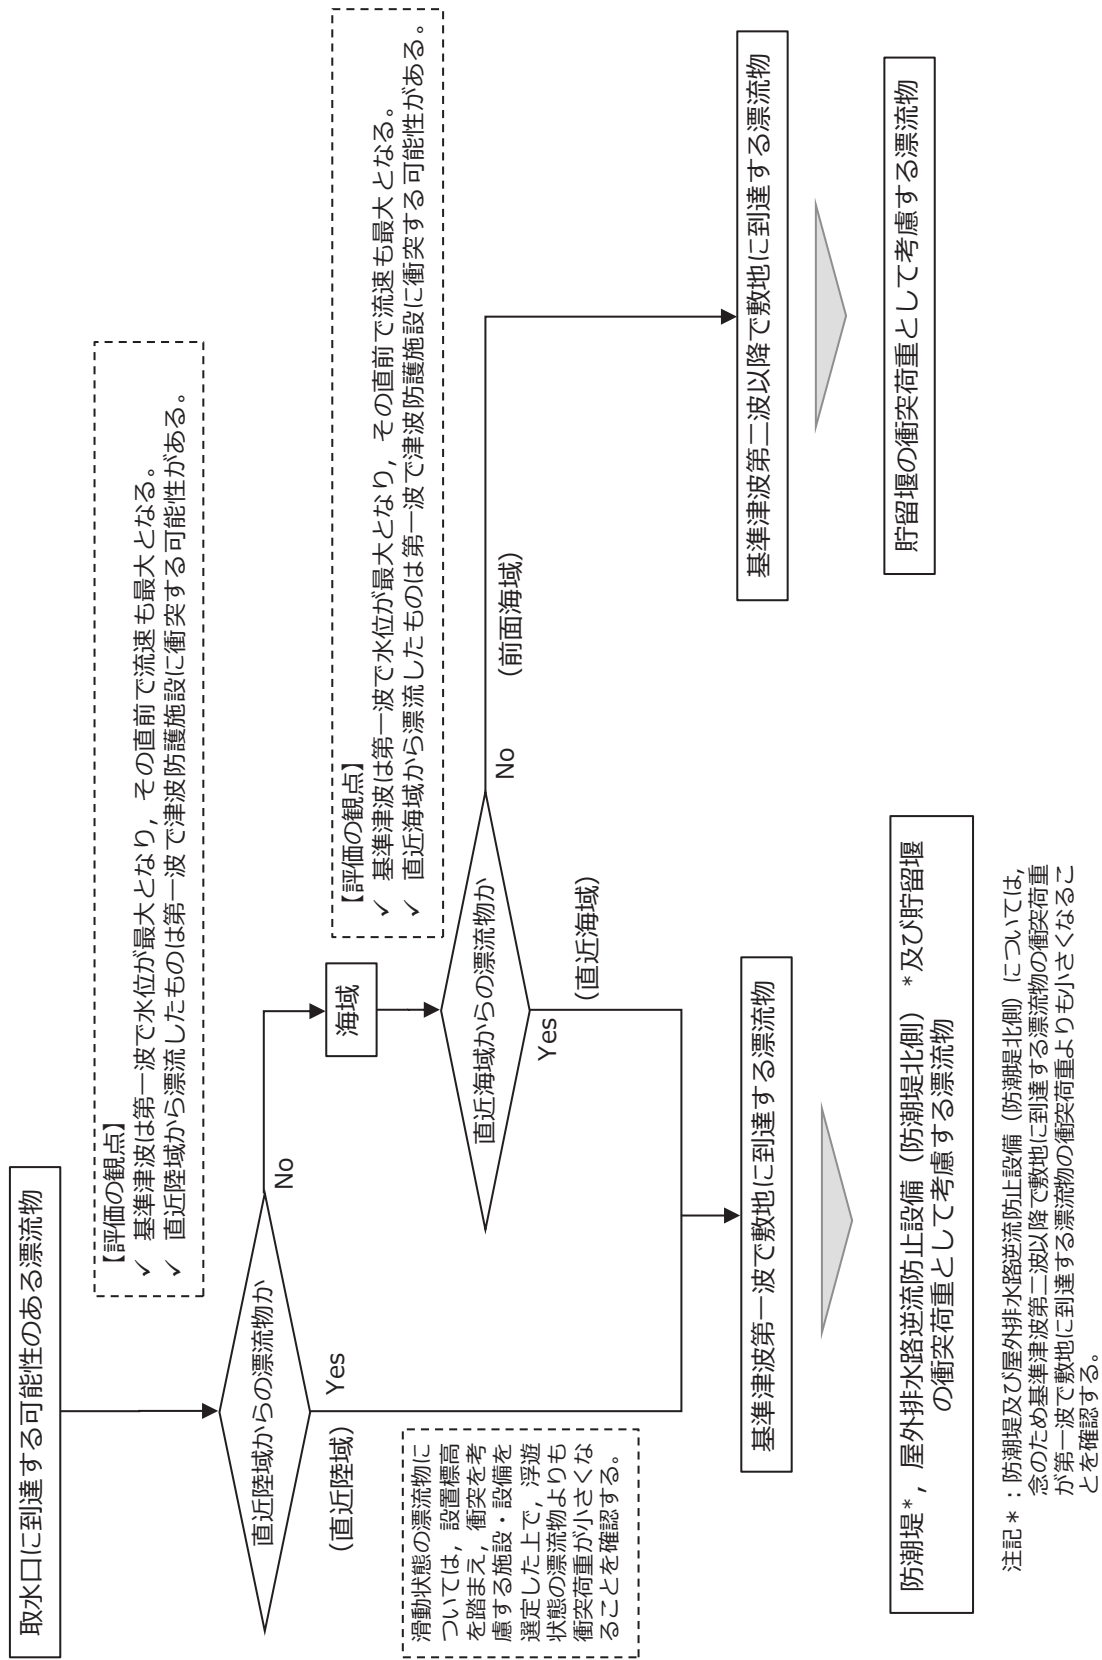 取水口に到達する可能性のある漂流物
【評価の観点】
✓ 基準津波は第一波で水位が最大となり，その直前で流速も最大となる。
✓ 直近陸域から漂流したものは第一波で津波防護施設に衝突する可能性がある。
直近陸域からの漂流物か
No
Yes
(直近陸域)
海域
【評価の観点】
✓ 基準津波は第一波で水位が最大となり，その直前で流速も最大となる。
✓ 直近海域から漂流したものは第一波で津波防護施設に衝突する可能性がある。
滑動状態の漂流物に
ついては，設置標高
を踏まえ，衝突を考
慮する施設・設備を
選定した上で，浮遊
状態の漂流物よりも
衝突荷重が小さくな
ることを確認する。
直近海域からの漂流物か
No
(前面海域)
Yes
(直近海域)
基準津波第一波で敷地に到達する漂流物
基準津波第二波以降で敷地に到達する漂流物
防潮堤*，屋外排水路逆流防止設備（防潮堤北側）*及び貯留堰
の衝突荷重として考慮する漂流物
貯留堰の衝突荷重として考慮する漂流物
注記*：防潮堤及び屋外排水路逆流防止設備（防潮堤北側）については，
念のため基準津波第二波以降で敷地に到達する漂流物の衝突荷重
が第一波で敷地に到達する漂流物の衝突荷重よりも小さくなるこ
とを確認する。